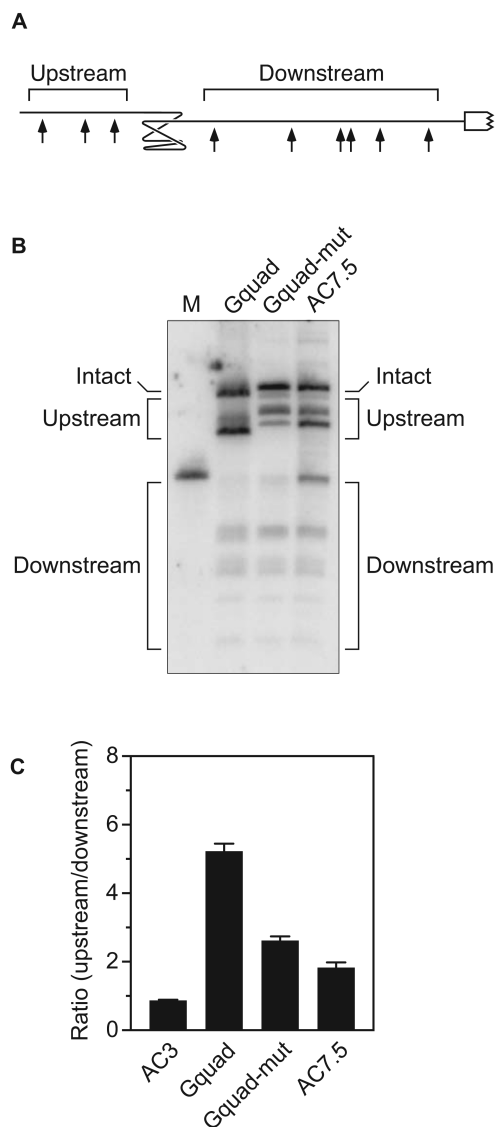 A
Upstream
Downstream
B
M
Gquad
Gquad-mut
AC7.5
Intact
Intact
Upstream
Upstream
Downstream
Downstream
C
Ratio (upstream/downstream)
8
6
4
2
0
AC3
Gquad
Gquad-mut
AC7.5